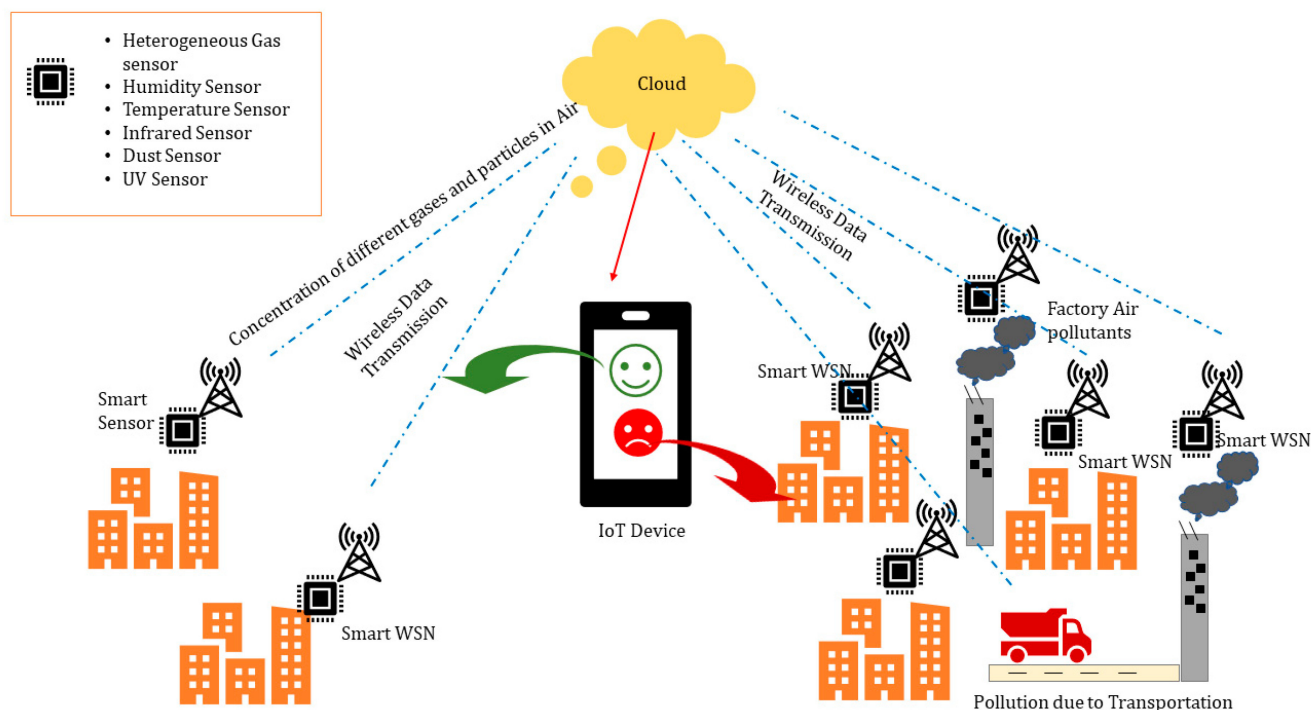 • Heterogeneous Gas
sensor
• Humidity Sensor
• Temperature Sensor
• Infrared Sensor
• Dust Sensor
• UV Sensor
Cloud
Concentration of different gases and particles in Air
Wireless Data
Transmission
Wireless Data
Transmission
Factory Air
pollutants
Smart WSN
Smart
Sensor
Smart WSN
Smart WSN
IoT Device
Smart WSN
Pollution due to Transportation